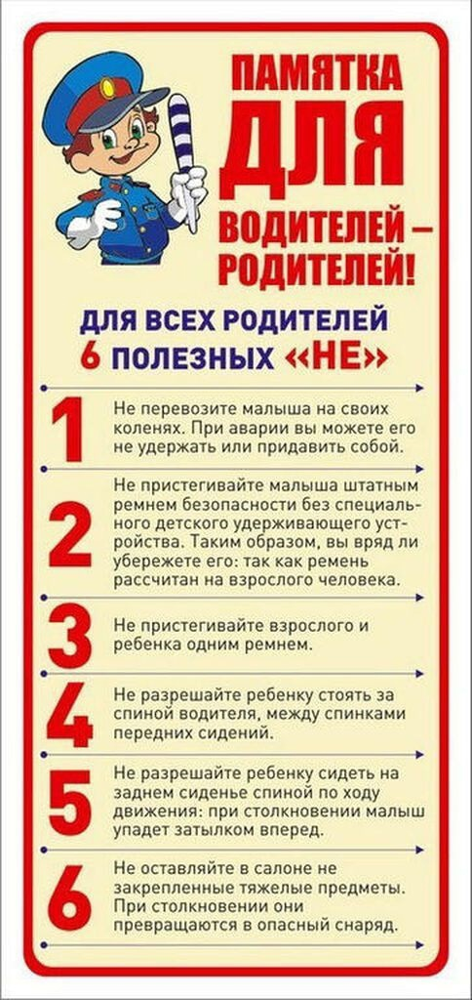 ПАМЯТКА
ДЛЯ
ВОДИТЕЛЕЙ –
РОДИТЕЛЕЙ!
ДЛЯ ВСЕХ РОДИТЕЛЕЙ
6 ПОЛЕЗНЫХ «НЕ»
1
Не перевозите малыша на своих
коленях. При аварии вы можете его
не удержать или придавить собой.
2
Не пристегивайте малыша штатным
ремнем безопасности без специаль-
ного детского удерживающего уст-
ройства. Таким образом, вы вряд ли
убережете его: так как ремень
рассчитан на взрослого человека.
3
Не пристегивайте взрослого и
ребенка одним ремнем.
4
Не разрешайте ребенку стоять за
спиной водителя, между спинками
передних сидений.
5
Не разрешайте ребенку сидеть на
заднем сиденье спиной по ходу
движения: при столкновении малыш
упадет затылком вперед.
6
Не оставляйте в салоне не
закрепленные тяжелые предметы.
При столкновении они
превращаются в опасный снаряд.